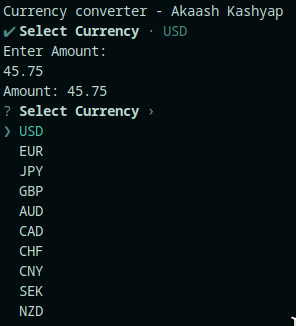 Currency converter - Akaash Kashyap
✔ Select Currency · USD
Enter Amount:
45.75
Amount: 45.75
? Select Currency ›
❯ USD
EUR
JPY
GBP
AUD
CAD
CHF
CNY
SEK
NZD